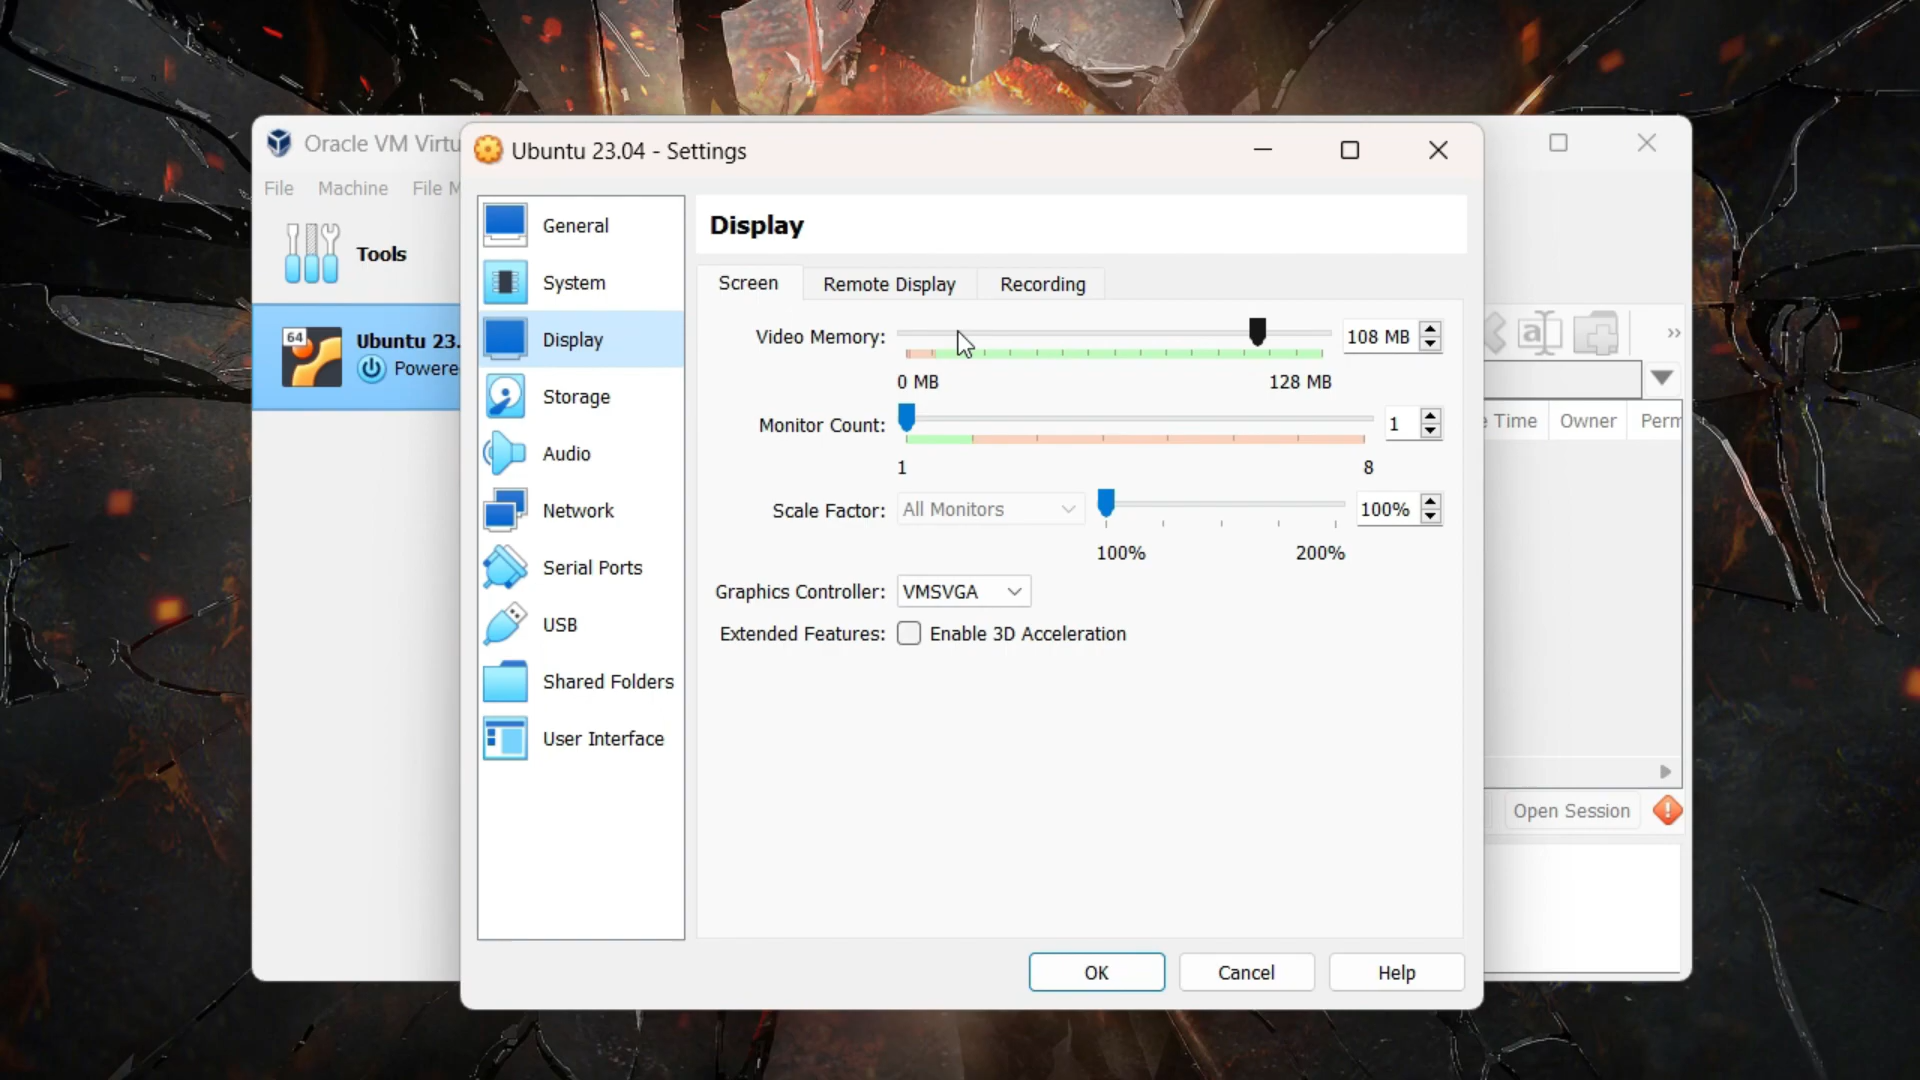 Oracle VM Virtu
File Machine File M
Tools
64
Ubuntu 23.
Powere
Ubuntu 23.04 - Settings
General
System
Display
Storage
Audio
Network
Serial Ports
USB
Shared Folders
User Interface
Display
Screen Remote Display Recording
Video Memory: 108 MB
0 MB 128 MB
Monitor Count: 1
1 8
Scale Factor: All Monitors 100%
100% 200%
Graphics Controller: VMSVGA
Extended Features: Enable 3D Acceleration
OK Cancel Help
a
»
e Time Owner Perm
Open Session